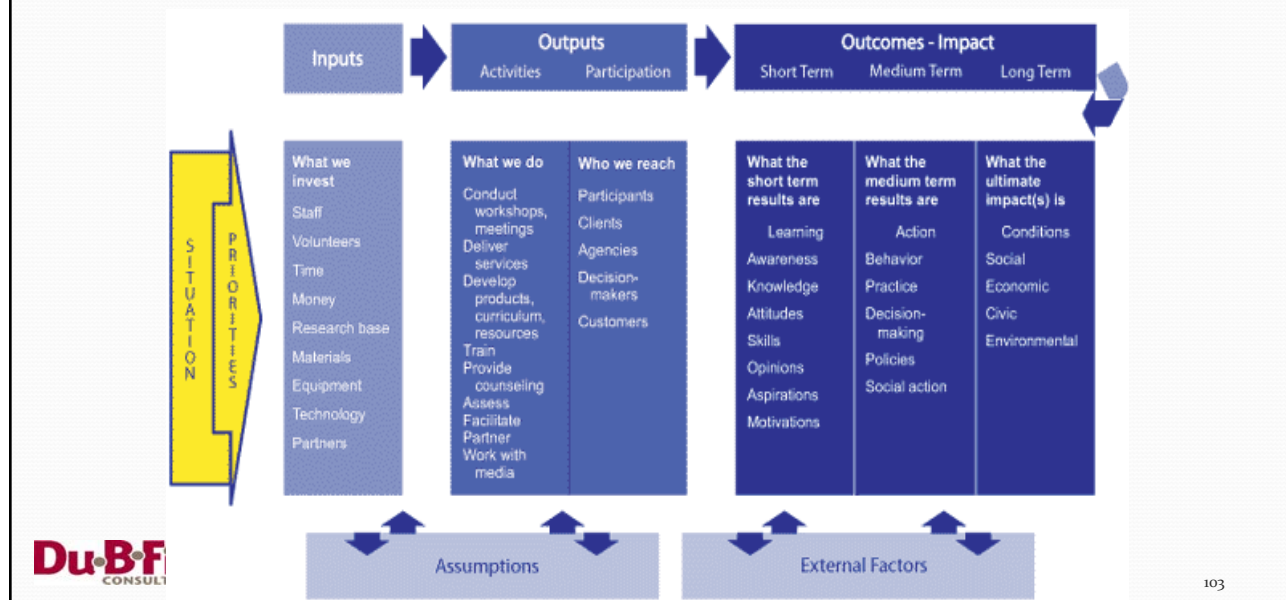 Inputs
Outputs
Activities Participation
Outcomes - Impact
Short Term Medium Term Long Term
SITUATION
PRIORITIES
What we
invest
Staff
Volunteers
Time
Money
Research base
Materials
Equipment
Technology
Partners
What we do
Conduct
workshops,
meetings
Deliver
services
Develop
products,
curriculum,
resources
Train
Provide
counseling
Assess
Facilitate
Partner
Work with
media
Who we reach
Participants
Clients
Agencies
Decision-
makers
Customers
What the
short term
results are
Learning
Awareness
Knowledge
Attitudes
Skills
Opinions
Aspirations
Motivations
What the
medium term
results are
Action
Behavior
Practice
Decision-
making
Policies
Social action
What the
ultimate
impact(s) is
Conditions
Social
Economic
Civic
Environmental
Assumptions
External Factors
Du•B•Fi
CONSULT
103